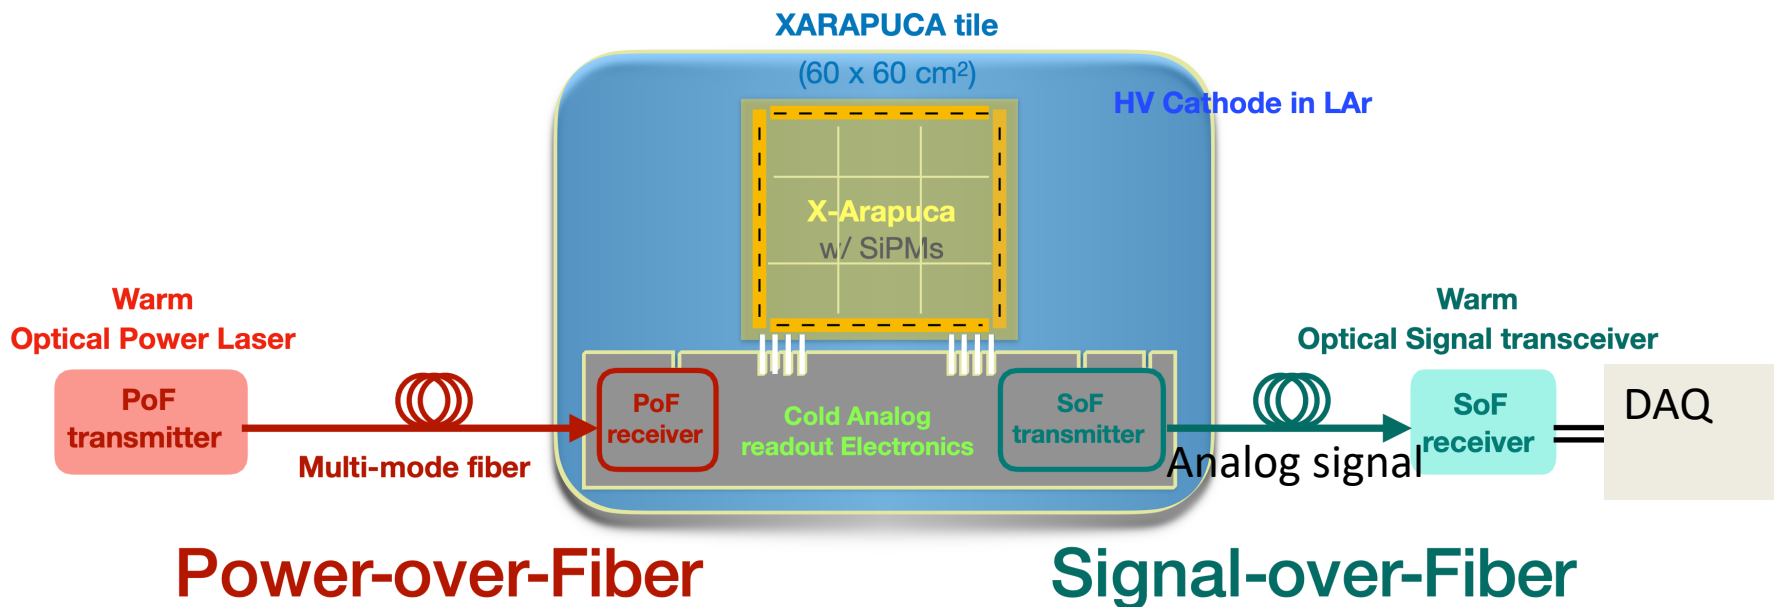 XARAPUCA tile
(60 x 60 cm²)
HV Cathode in LAr
X-Arapuca
w/ SiPMs
Warm
Optical Power Laser
PoF
transmitter
Multi-mode fiber
PoF
receiver
Cold Analog
readout Electronics
SoF
transmitter
Warm
Optical Signal transceiver
Analog signal
SoF
receiver
DAQ
Power-over-Fiber
Signal-over-Fiber